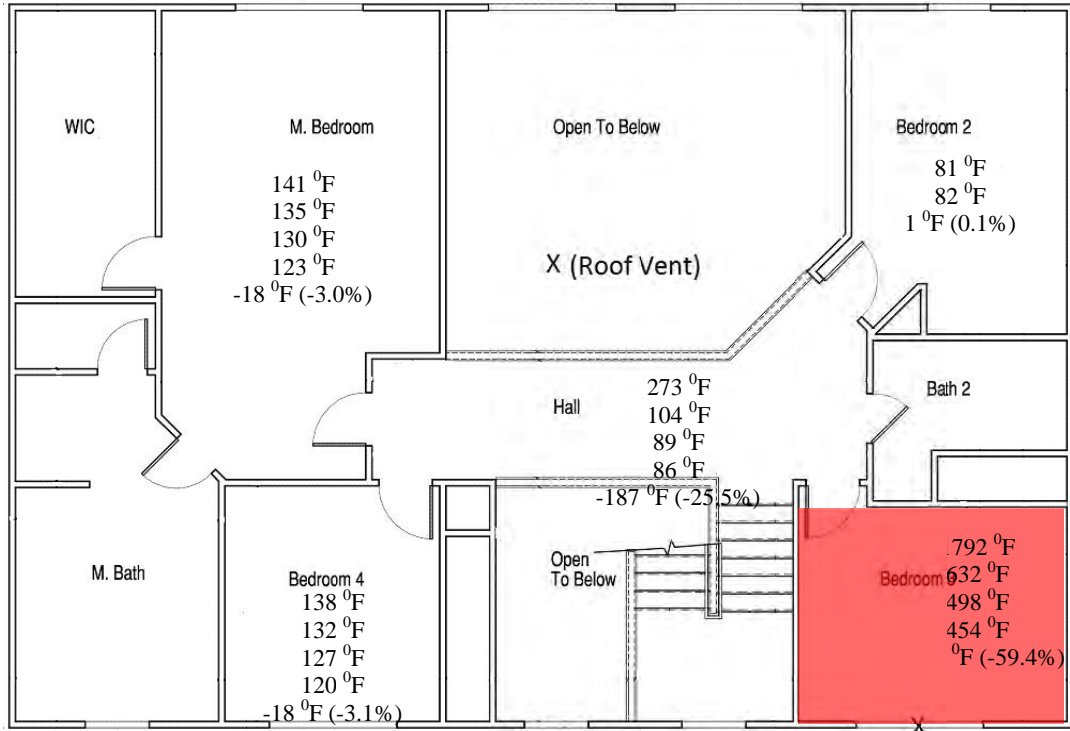 WIC
M. Bedroom
141 ⁰F
135 ⁰F
130 ⁰F
123 ⁰F
-18 ⁰F (-3.0%)
Open To Below
X (Roof Vent)
Bedroom 2
81 ⁰F
82 ⁰F
1 ⁰F (0.1%)
Hall
273 ⁰F
104 ⁰F
89 ⁰F
86 ⁰F
-187 ⁰F (-25.5%)
Bath 2
M. Bath
Bedroom 4
138 ⁰F
132 ⁰F
127 ⁰F
120 ⁰F
-18 ⁰F (-3.1%)
Open
To Below
Bedroom 3
792 ⁰F
632 ⁰F
498 ⁰F
454 ⁰F
⁰F (-59.4%)
X